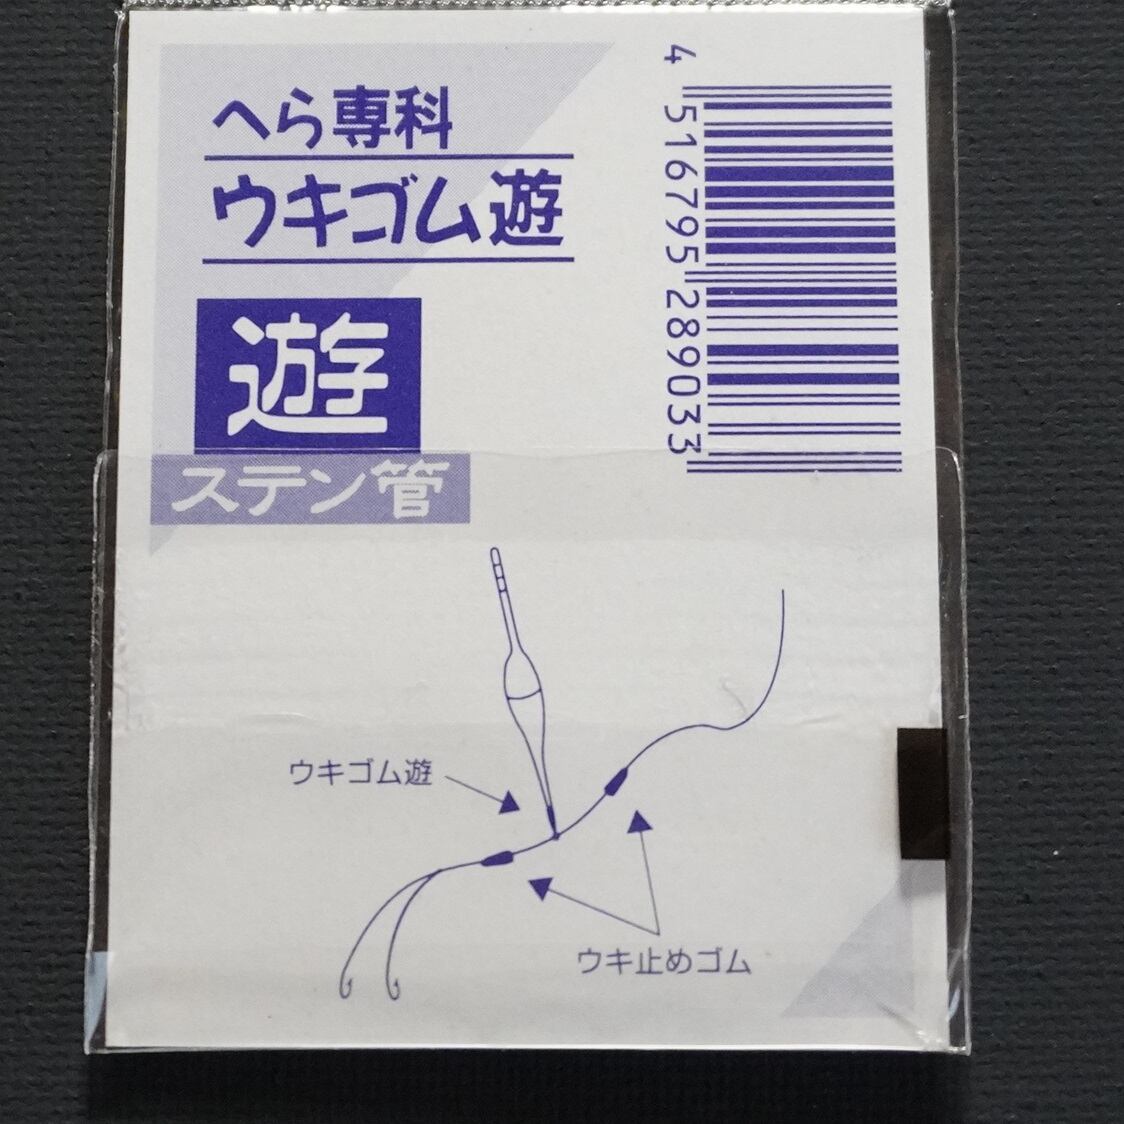 へら専科
ウキゴム遊
遊
ステン管
4 516795 289033
ウキゴム遊
ウキ止めゴム